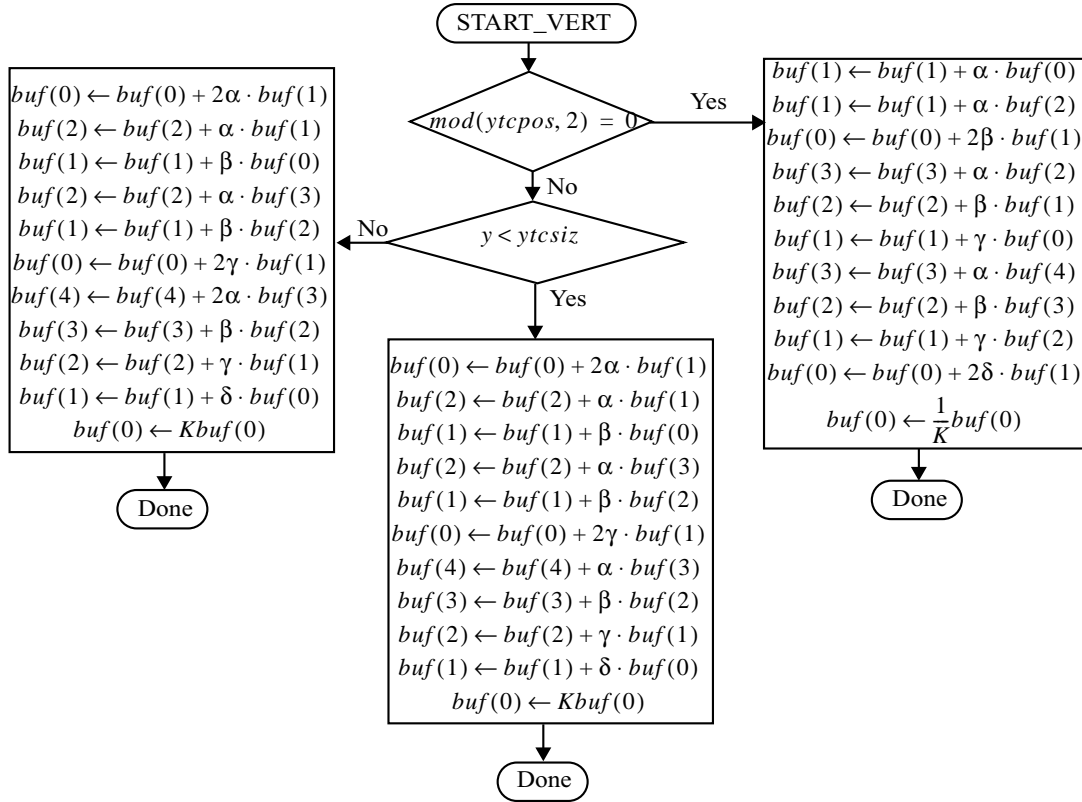 START_VERT
mod(ytcpos, 2) = 0
Yes
No
y < ytcsiz
No
Yes
buf(0) ← buf(0) + 2α · buf(1)
buf(2) ← buf(2) + α · buf(1)
buf(1) ← buf(1) + β · buf(0)
buf(2) ← buf(2) + α · buf(3)
buf(1) ← buf(1) + β · buf(2)
buf(0) ← buf(0) + 2γ · buf(1)
buf(4) ← buf(4) + 2α · buf(3)
buf(3) ← buf(3) + β · buf(2)
buf(2) ← buf(2) + γ · buf(1)
buf(1) ← buf(1) + δ · buf(0)
buf(0) ← Kbuf(0)
Done
buf(0) ← buf(0) + 2α · buf(1)
buf(2) ← buf(2) + α · buf(1)
buf(1) ← buf(1) + β · buf(0)
buf(2) ← buf(2) + α · buf(3)
buf(1) ← buf(1) + β · buf(2)
buf(0) ← buf(0) + 2γ · buf(1)
buf(4) ← buf(4) + α · buf(3)
buf(3) ← buf(3) + β · buf(2)
buf(2) ← buf(2) + γ · buf(1)
buf(1) ← buf(1) + δ · buf(0)
buf(0) ← Kbuf(0)
Done
buf(1) ← buf(1) + α · buf(0)
buf(1) ← buf(1) + α · buf(2)
buf(0) ← buf(0) + 2β · buf(1)
buf(3) ← buf(3) + α · buf(2)
buf(2) ← buf(2) + β · buf(1)
buf(1) ← buf(1) + γ · buf(0)
buf(3) ← buf(3) + α · buf(4)
buf(2) ← buf(2) + β · buf(3)
buf(1) ← buf(1) + γ · buf(2)
buf(0) ← buf(0) + 2δ · buf(1)
buf(0) ← 1/K buf(0)
Done